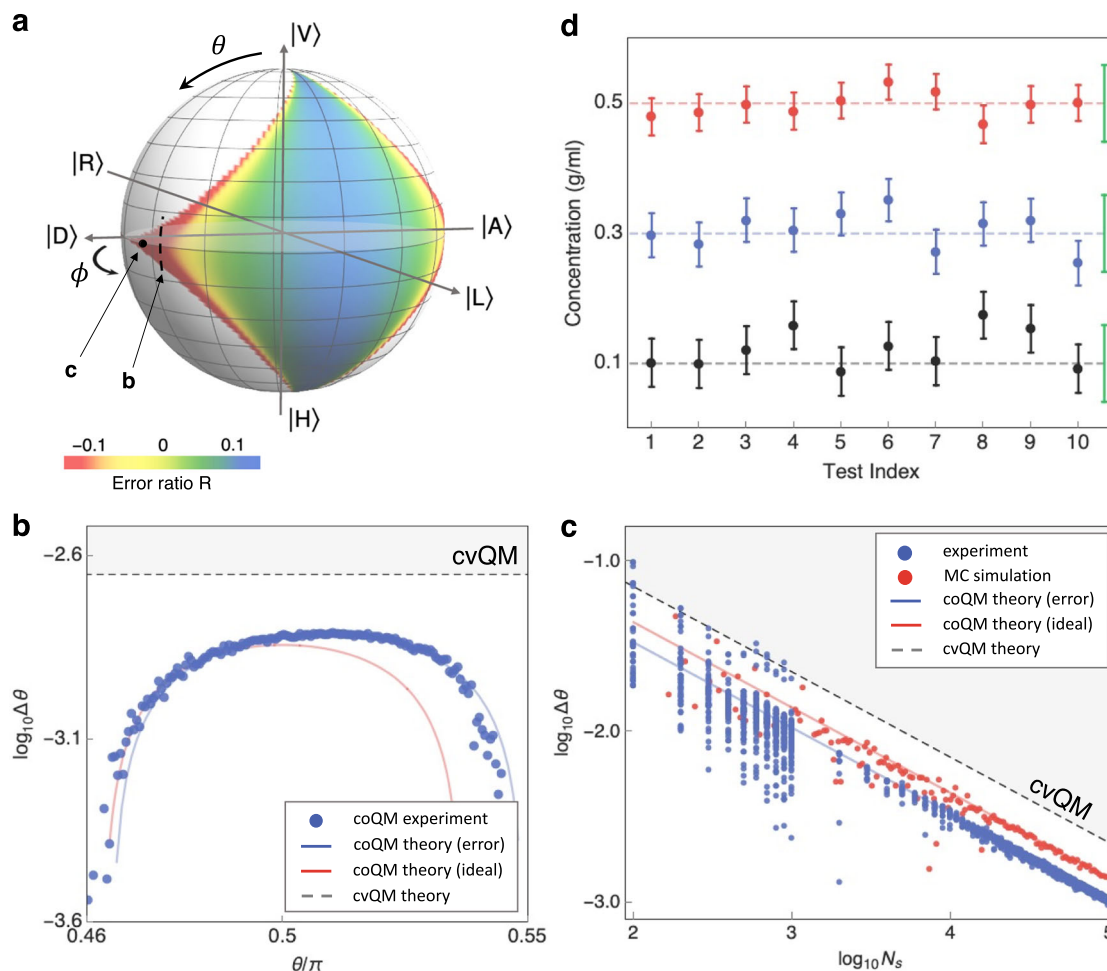 a
θ
|V⟩
|R⟩
|D⟩
|A⟩
ϕ
|L⟩
c
b
|H⟩
−0.1 0 0.1
Error ratio R
d
Concentration (g/ml)
0.5
0.3
0.1
1 2 3 4 5 6 7 8 9 10
Test Index
b
log₁₀Δθ
−2.6
−3.1
−3.6
cvQM
coQM experiment
coQM theory (error)
coQM theory (ideal)
cvQM theory
0.46 0.5 0.55
θ/π
c
log₁₀Δθ
−1.0
−2.0
−3.0
experiment
MC simulation
coQM theory (error)
coQM theory (ideal)
cvQM theory
cvQM
2 3 4 5
log₁₀Nₛ